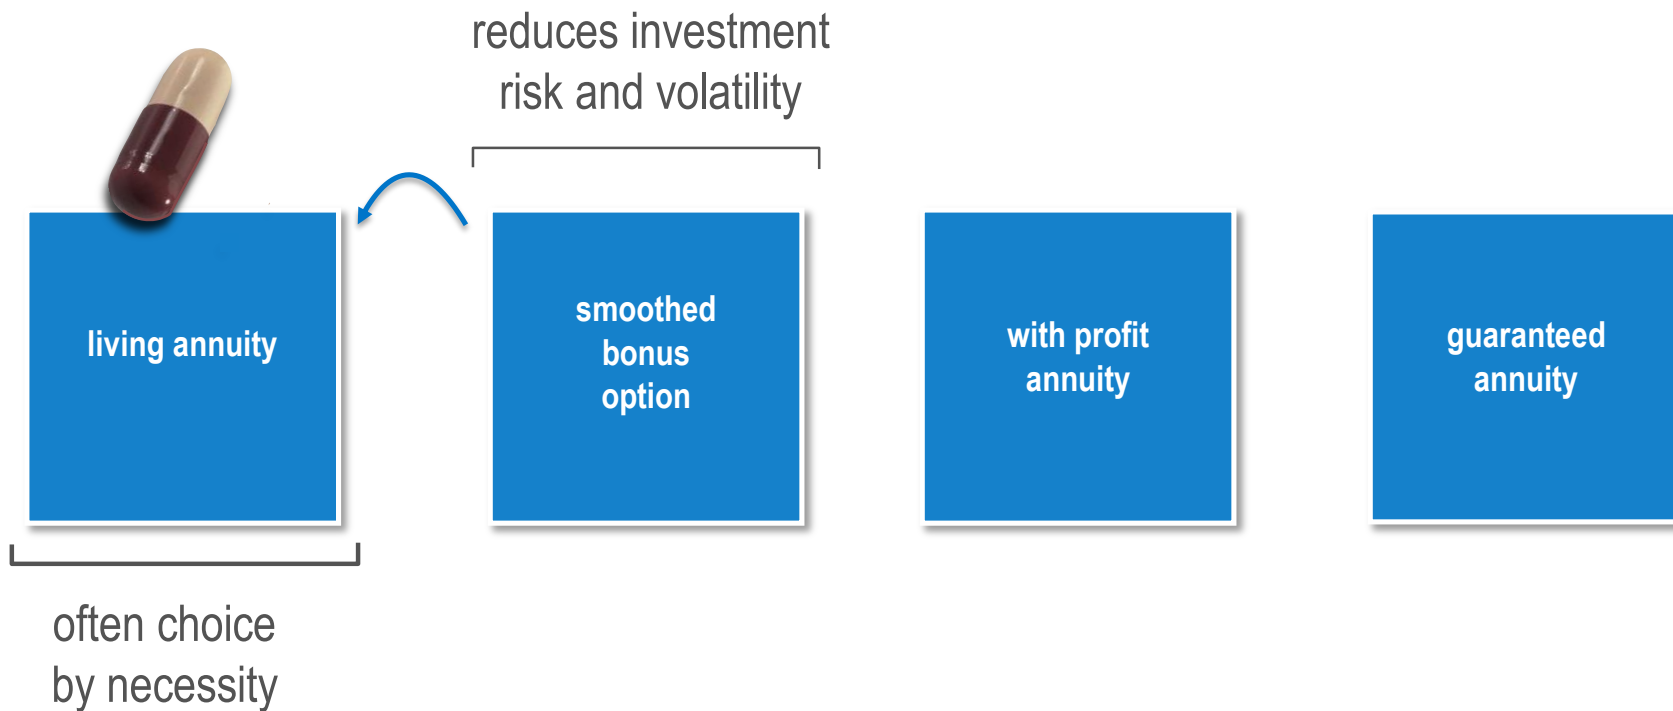 reduces investment
risk and volatility
living annuity
smoothed
bonus
option
with profit
annuity
guaranteed
annuity
often choice
by necessity